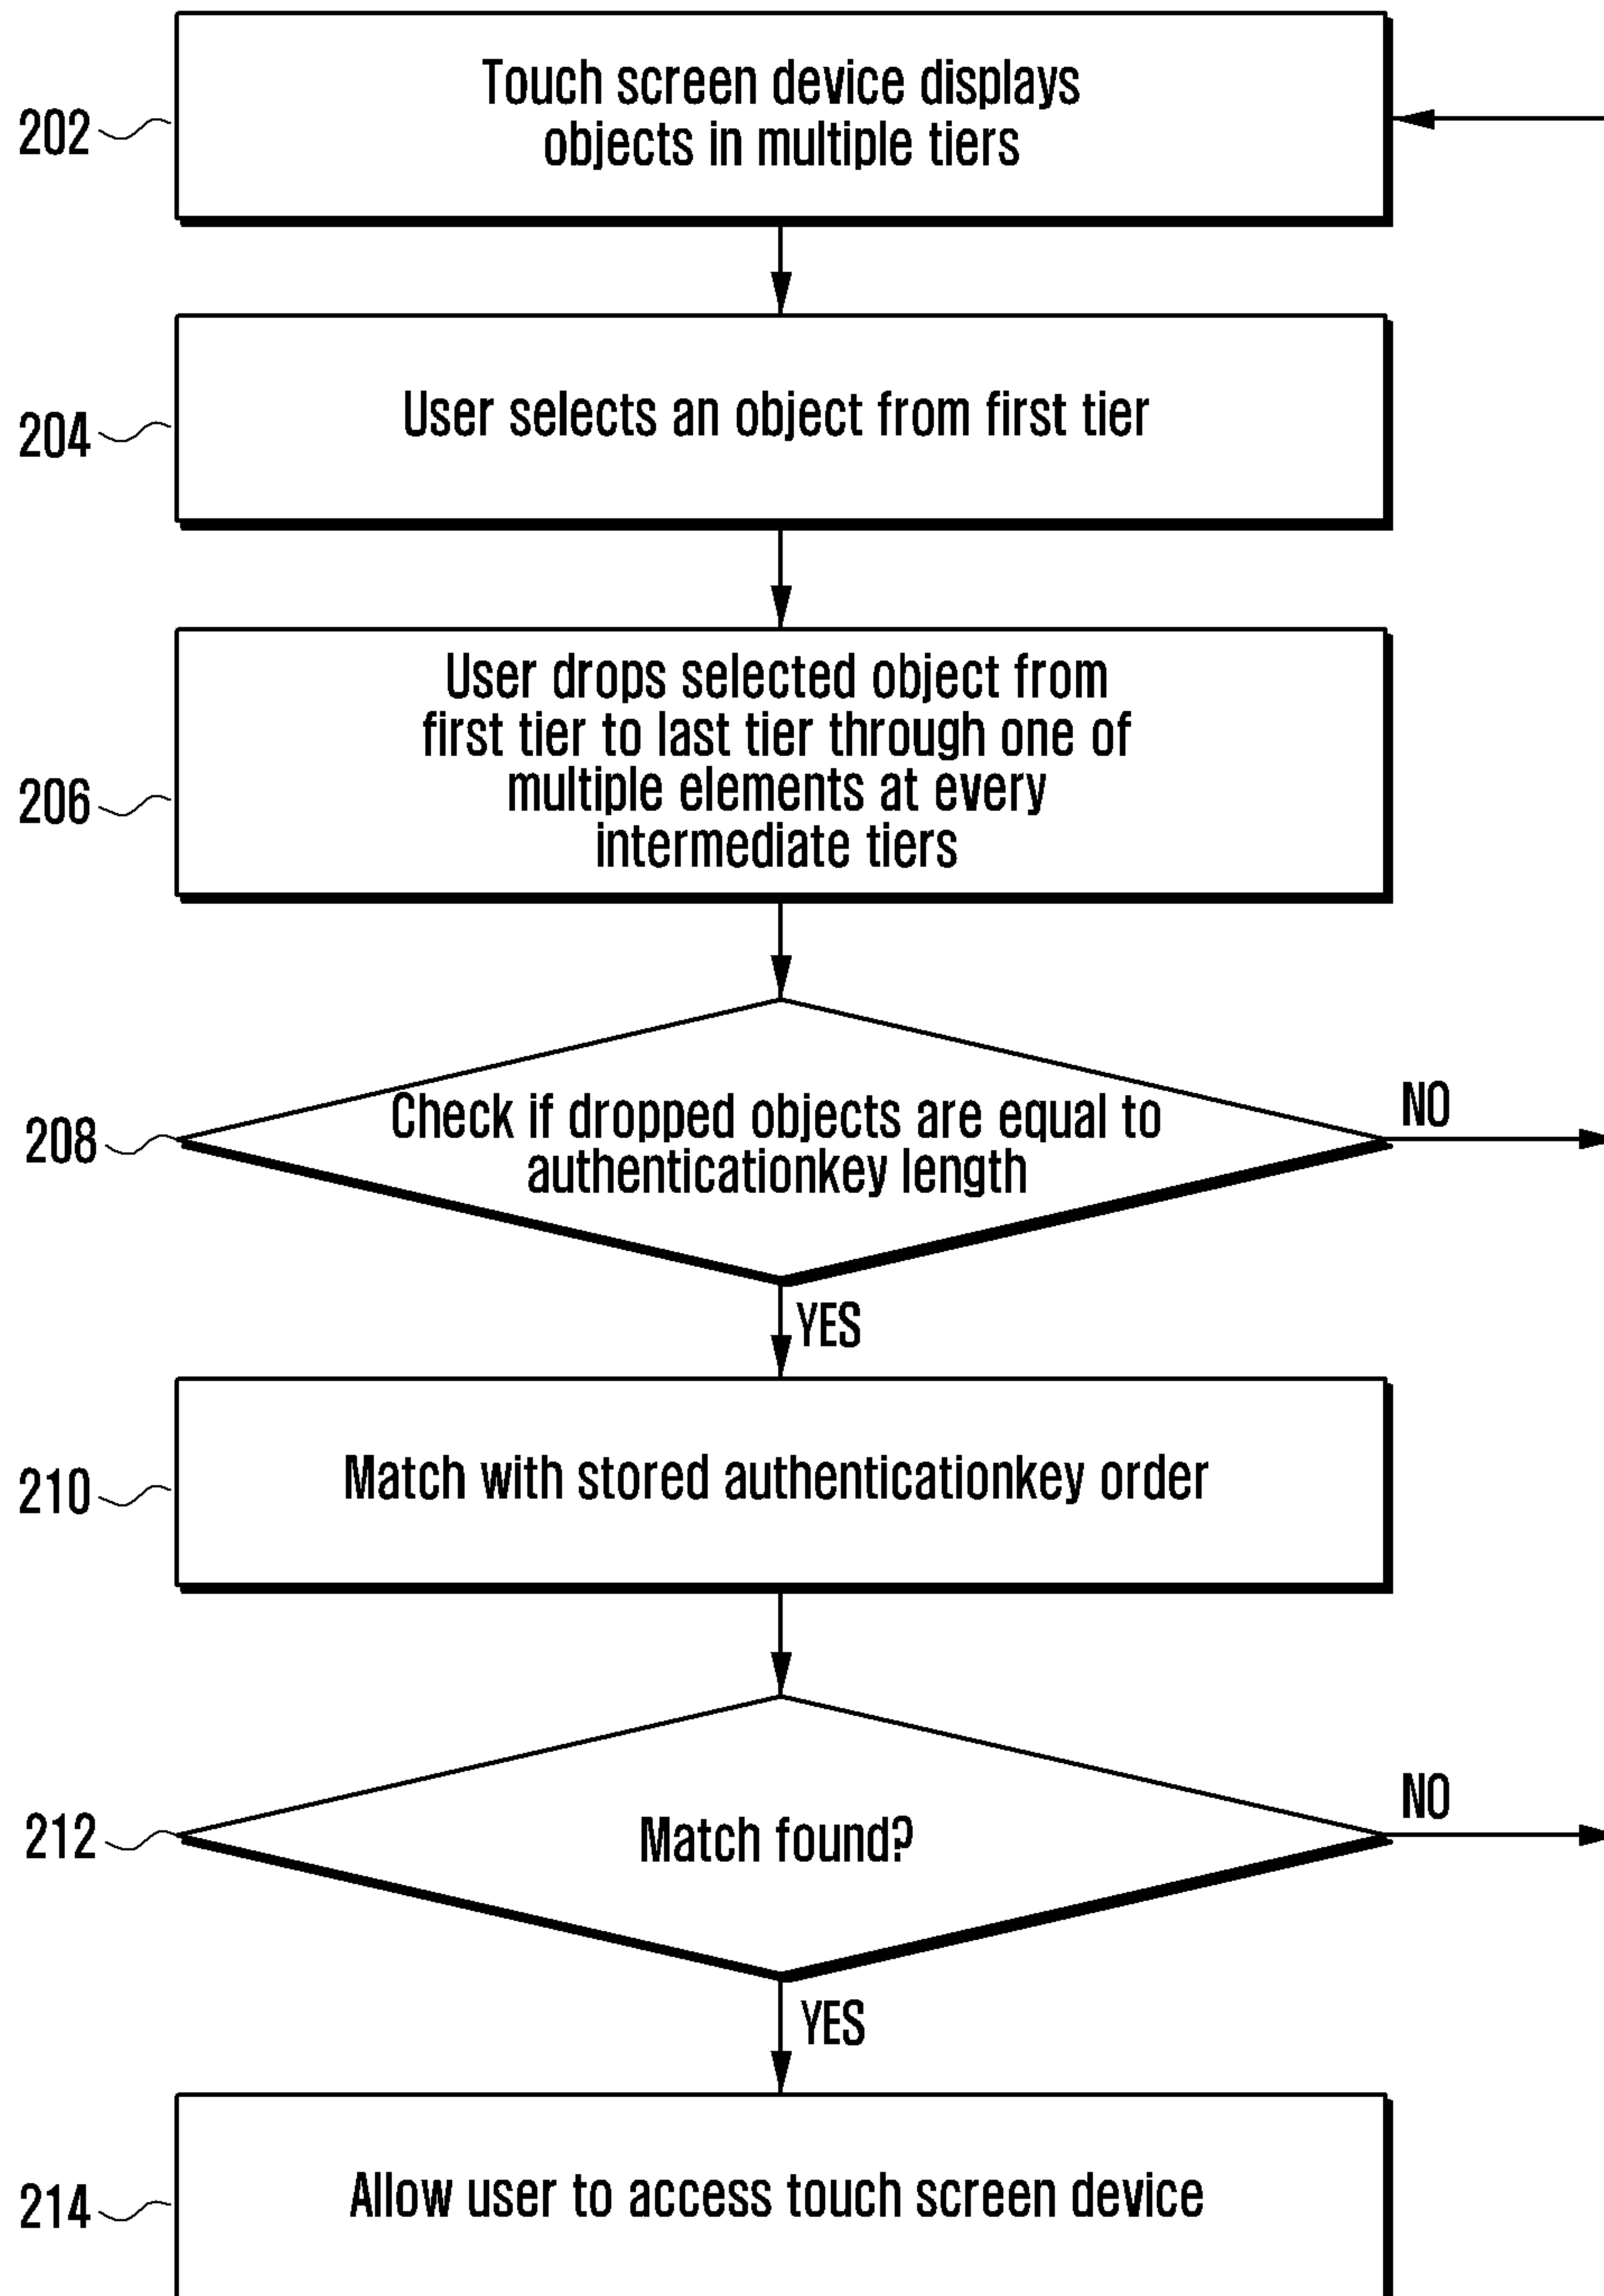 Touch screen device displays
objects in multiple tiers
202
User selects an object from first tier
204
User drops selected object from
first tier to last tier through one of
multiple elements at every
intermediate tiers
206
Check if dropped objects are equal to
authenticationkey length
208
NO
YES
Match with stored authenticationkey order
210
Match found?
212
NO
YES
Allow user to access touch screen device
214